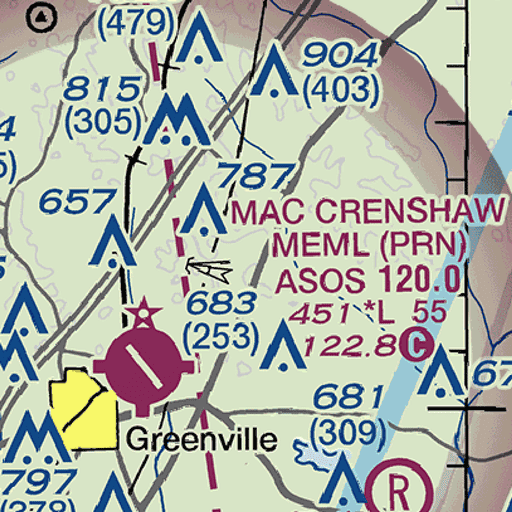 (479)
904
(403)
815
(305)
787
657
MAC CRENSHAW
MEML (PRN)
ASOS 120.0
451 *L 55
122.8 C
683
(253)
681
(309)
67
Greenville
797
R